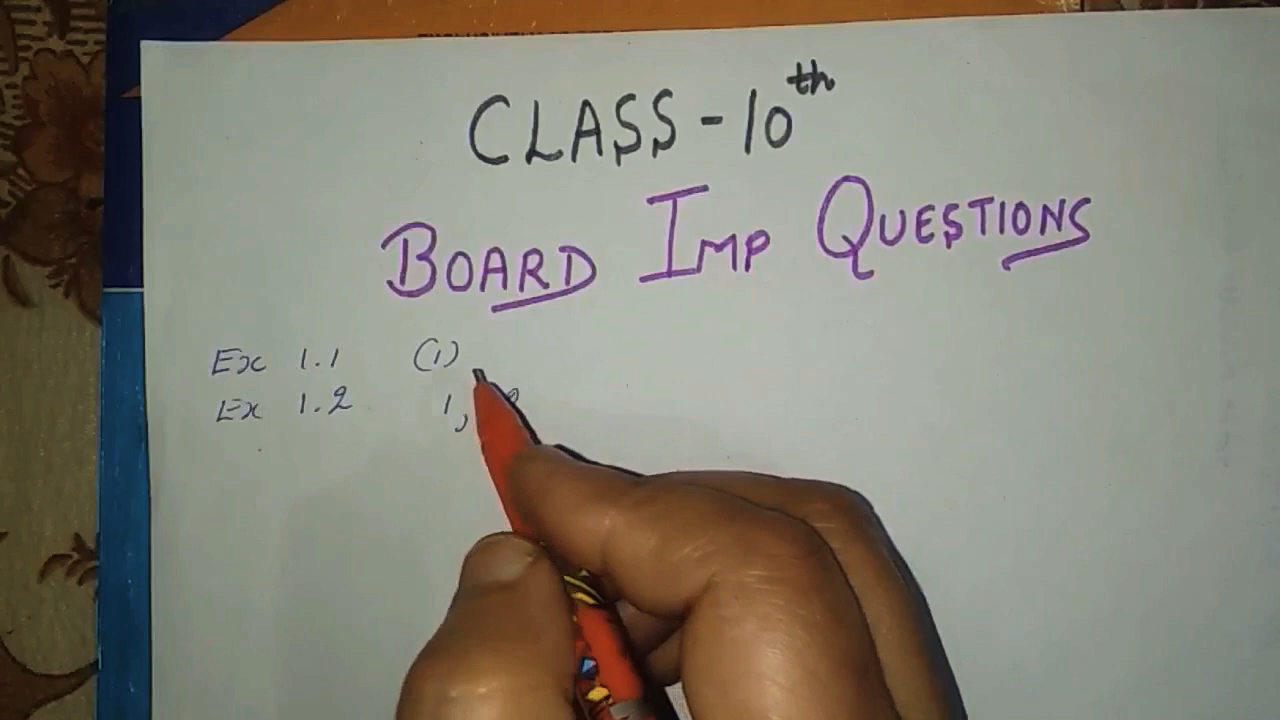 CLASS - 10th
BOARD IMP QUESTIONS
Ex 1.1 (1)
Ex 1.2 1,